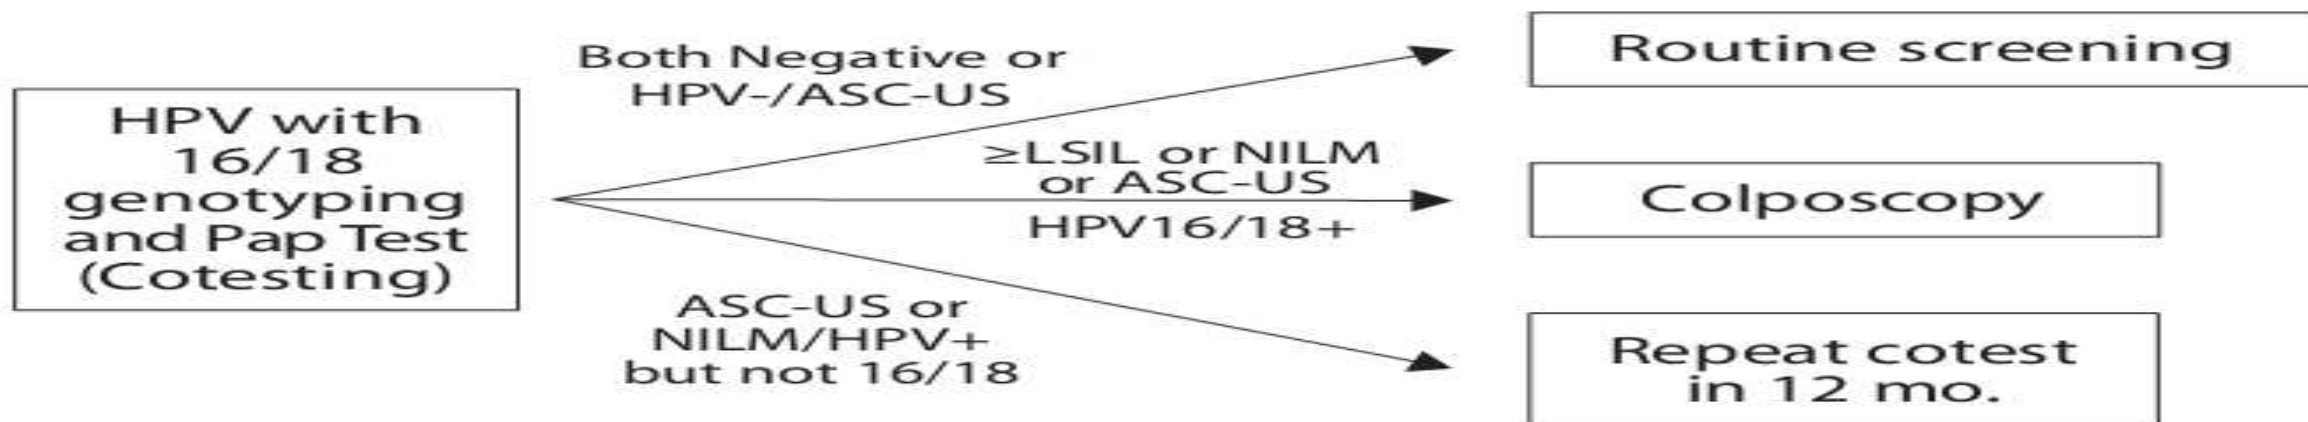 HPV with
16/18
genotyping
and Pap Test
(Cotesting)
Both Negative or
HPV-/ASC-US
Routine screening
≥LSIL or NILM
or ASC-US
HPV16/18+
Colposcopy
ASC-US or
NILM/HPV+
but not 16/18
Repeat cotest
in 12 mo.